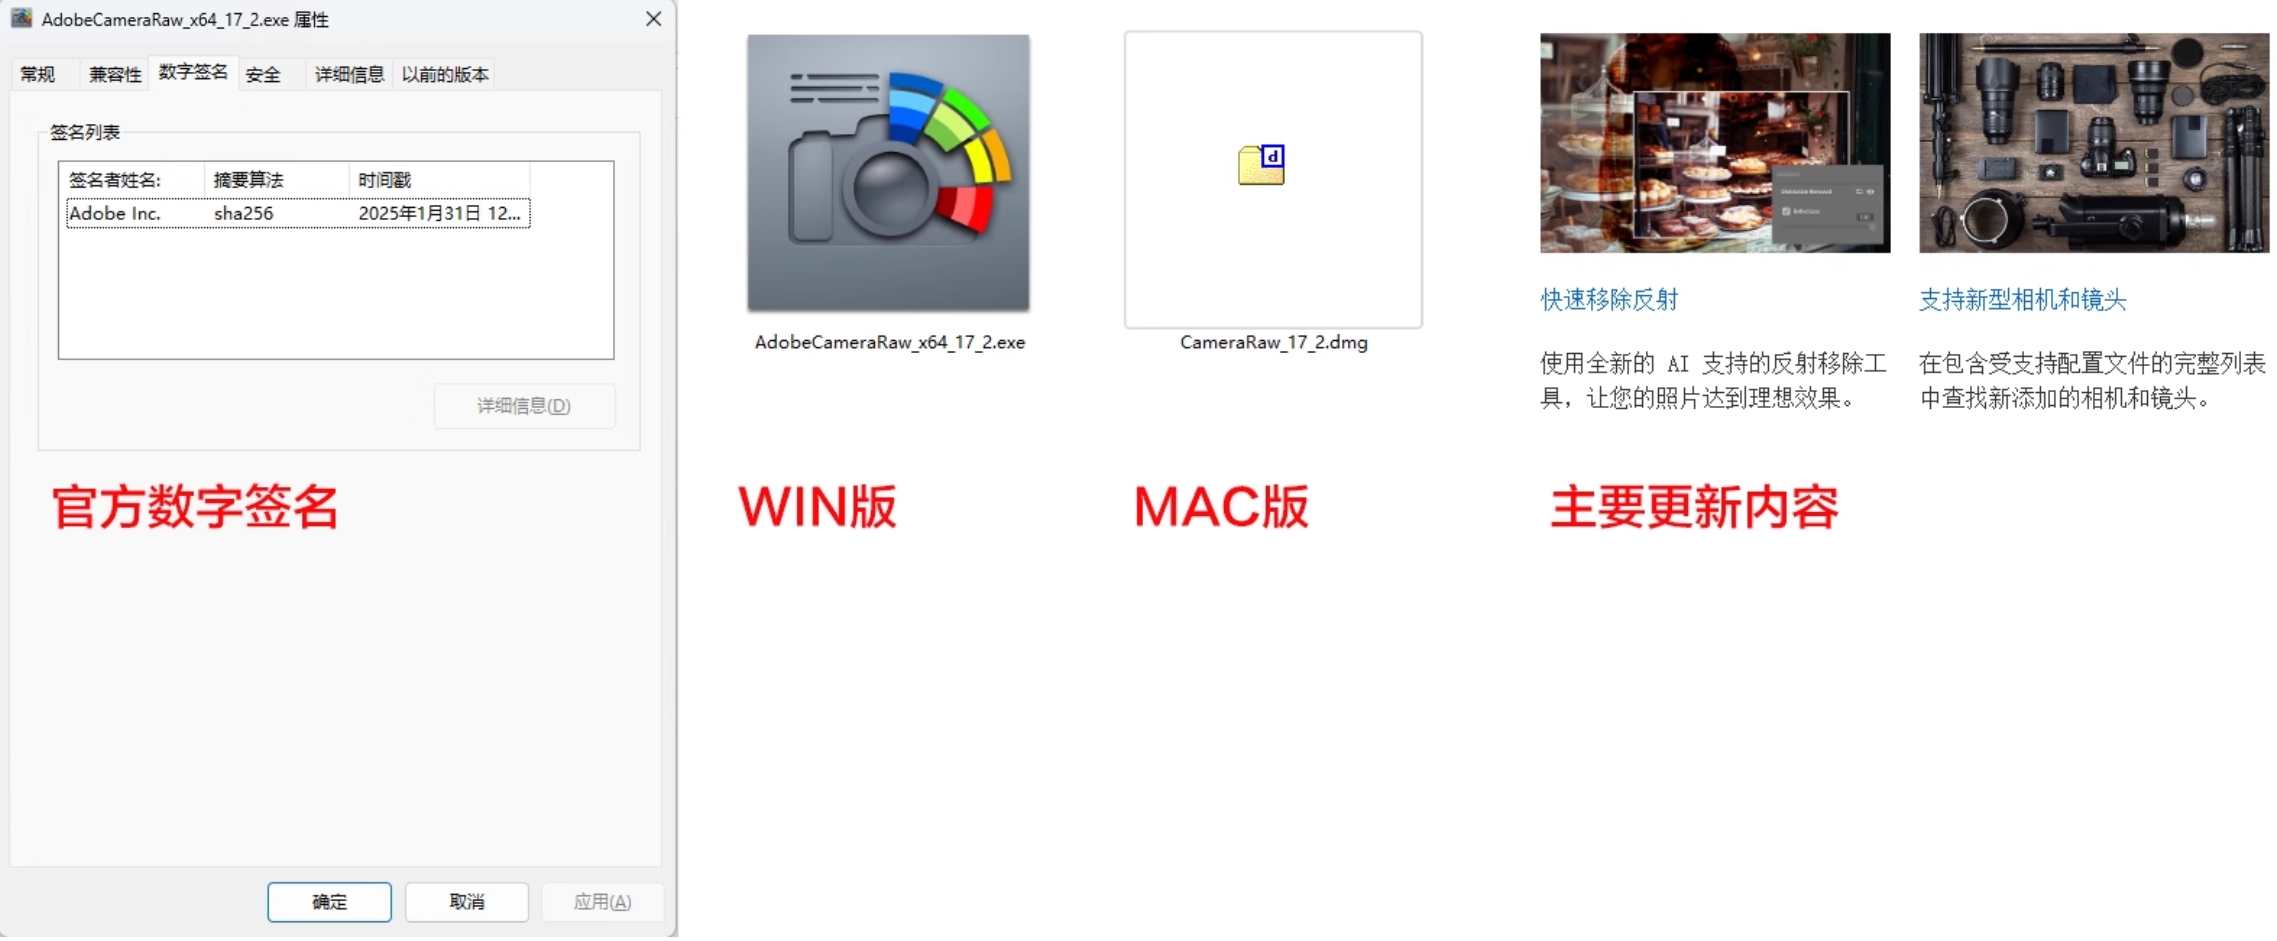 AdobeCameraRaw_x64_17_2.exe 属性
常规 兼容性 数字签名 安全 详细信息 以前的版本
签名列表
签名者姓名: 摘要算法 时间戳
Adobe Inc. sha256 2025年1月31日 12...
详细信息(D)
官方数字签名
确定 取消 应用(A)
AdobeCameraRaw_x64_17_2.exe
WIN版
d
CameraRaw_17_2.dmg
MAC版
Distraction Removal
Reflections
100
快速移除反射
使用全新的 AI 支持的反射移除工
具，让您的照片达到理想效果。
支持新型相机和镜头
在包含受支持配置文件的完整列表
中查找新添加的相机和镜头。
主要更新内容